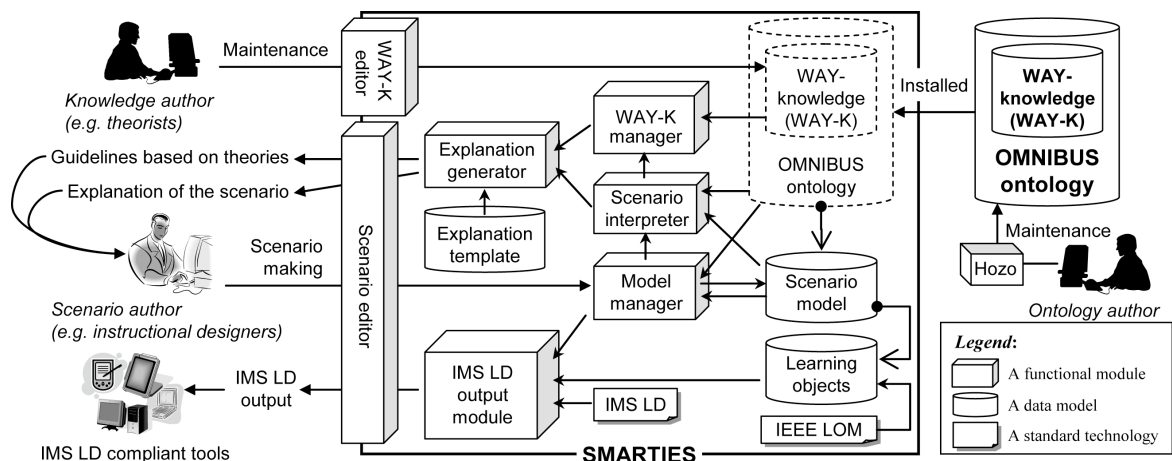 Maintenance
Knowledge author
(e.g. theorists)
WAY-K
editor
WAY-
knowledge
(WAY-K)
OMNIBUS
ontology
Installed
WAY-
knowledge
(WAY-K)
OMNIBUS
ontology
WAY-K
manager
Guidelines based on theories
Explanation of the scenario
Explanation
generator
Scenario
interpreter
Explanation
template
Scenario
making
Scenario editor
Model
manager
Scenario
model
Maintenance
Hozo
Ontology author
Scenario author
(e.g. instructional designers)
IMS LD
output
IMS LD compliant tools
IMS LD
output
module
IMS LD
Learning
objects
IEEE LOM
SMARTIES
Legend:
A functional module
A data model
A standard technology